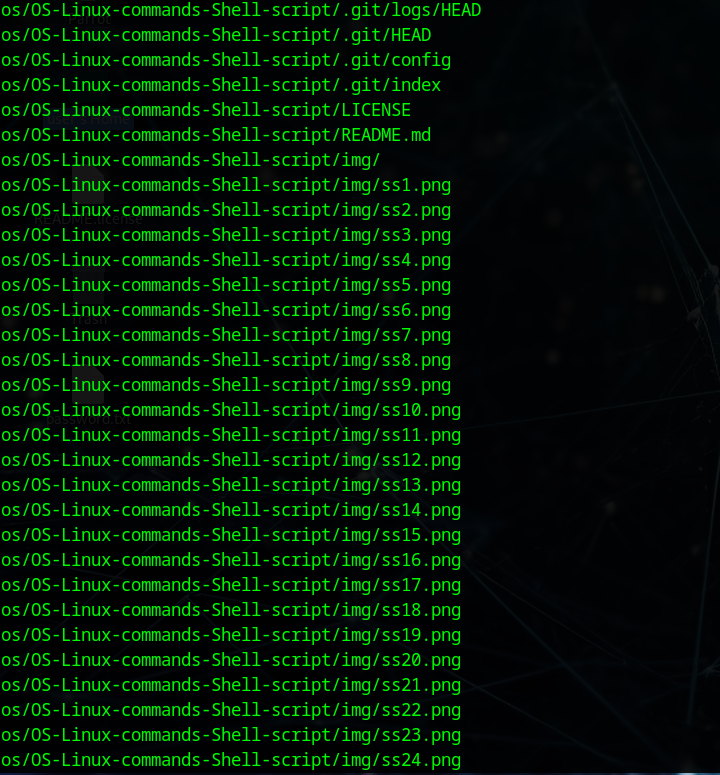 os/OS-Linux-commands-Shell-script/.git/logs/HEAD
os/OS-Linux-commands-Shell-script/.git/HEAD
os/OS-Linux-commands-Shell-script/.git/config
os/OS-Linux-commands-Shell-script/.git/index
os/OS-Linux-commands-Shell-script/LICENSE
os/OS-Linux-commands-Shell-script/README.md
os/OS-Linux-commands-Shell-script/img/
os/OS-Linux-commands-Shell-script/img/ss1.png
os/OS-Linux-commands-Shell-script/img/ss2.png
os/OS-Linux-commands-Shell-script/img/ss3.png
os/OS-Linux-commands-Shell-script/img/ss4.png
os/OS-Linux-commands-Shell-script/img/ss5.png
os/OS-Linux-commands-Shell-script/img/ss6.png
os/OS-Linux-commands-Shell-script/img/ss7.png
os/OS-Linux-commands-Shell-script/img/ss8.png
os/OS-Linux-commands-Shell-script/img/ss9.png
os/OS-Linux-commands-Shell-script/img/ss10.png
os/OS-Linux-commands-Shell-script/img/ss11.png
os/OS-Linux-commands-Shell-script/img/ss12.png
os/OS-Linux-commands-Shell-script/img/ss13.png
os/OS-Linux-commands-Shell-script/img/ss14.png
os/OS-Linux-commands-Shell-script/img/ss15.png
os/OS-Linux-commands-Shell-script/img/ss16.png
os/OS-Linux-commands-Shell-script/img/ss17.png
os/OS-Linux-commands-Shell-script/img/ss18.png
os/OS-Linux-commands-Shell-script/img/ss19.png
os/OS-Linux-commands-Shell-script/img/ss20.png
os/OS-Linux-commands-Shell-script/img/ss21.png
os/OS-Linux-commands-Shell-script/img/ss22.png
os/OS-Linux-commands-Shell-script/img/ss23.png
os/OS-Linux-commands-Shell-script/img/ss24.png